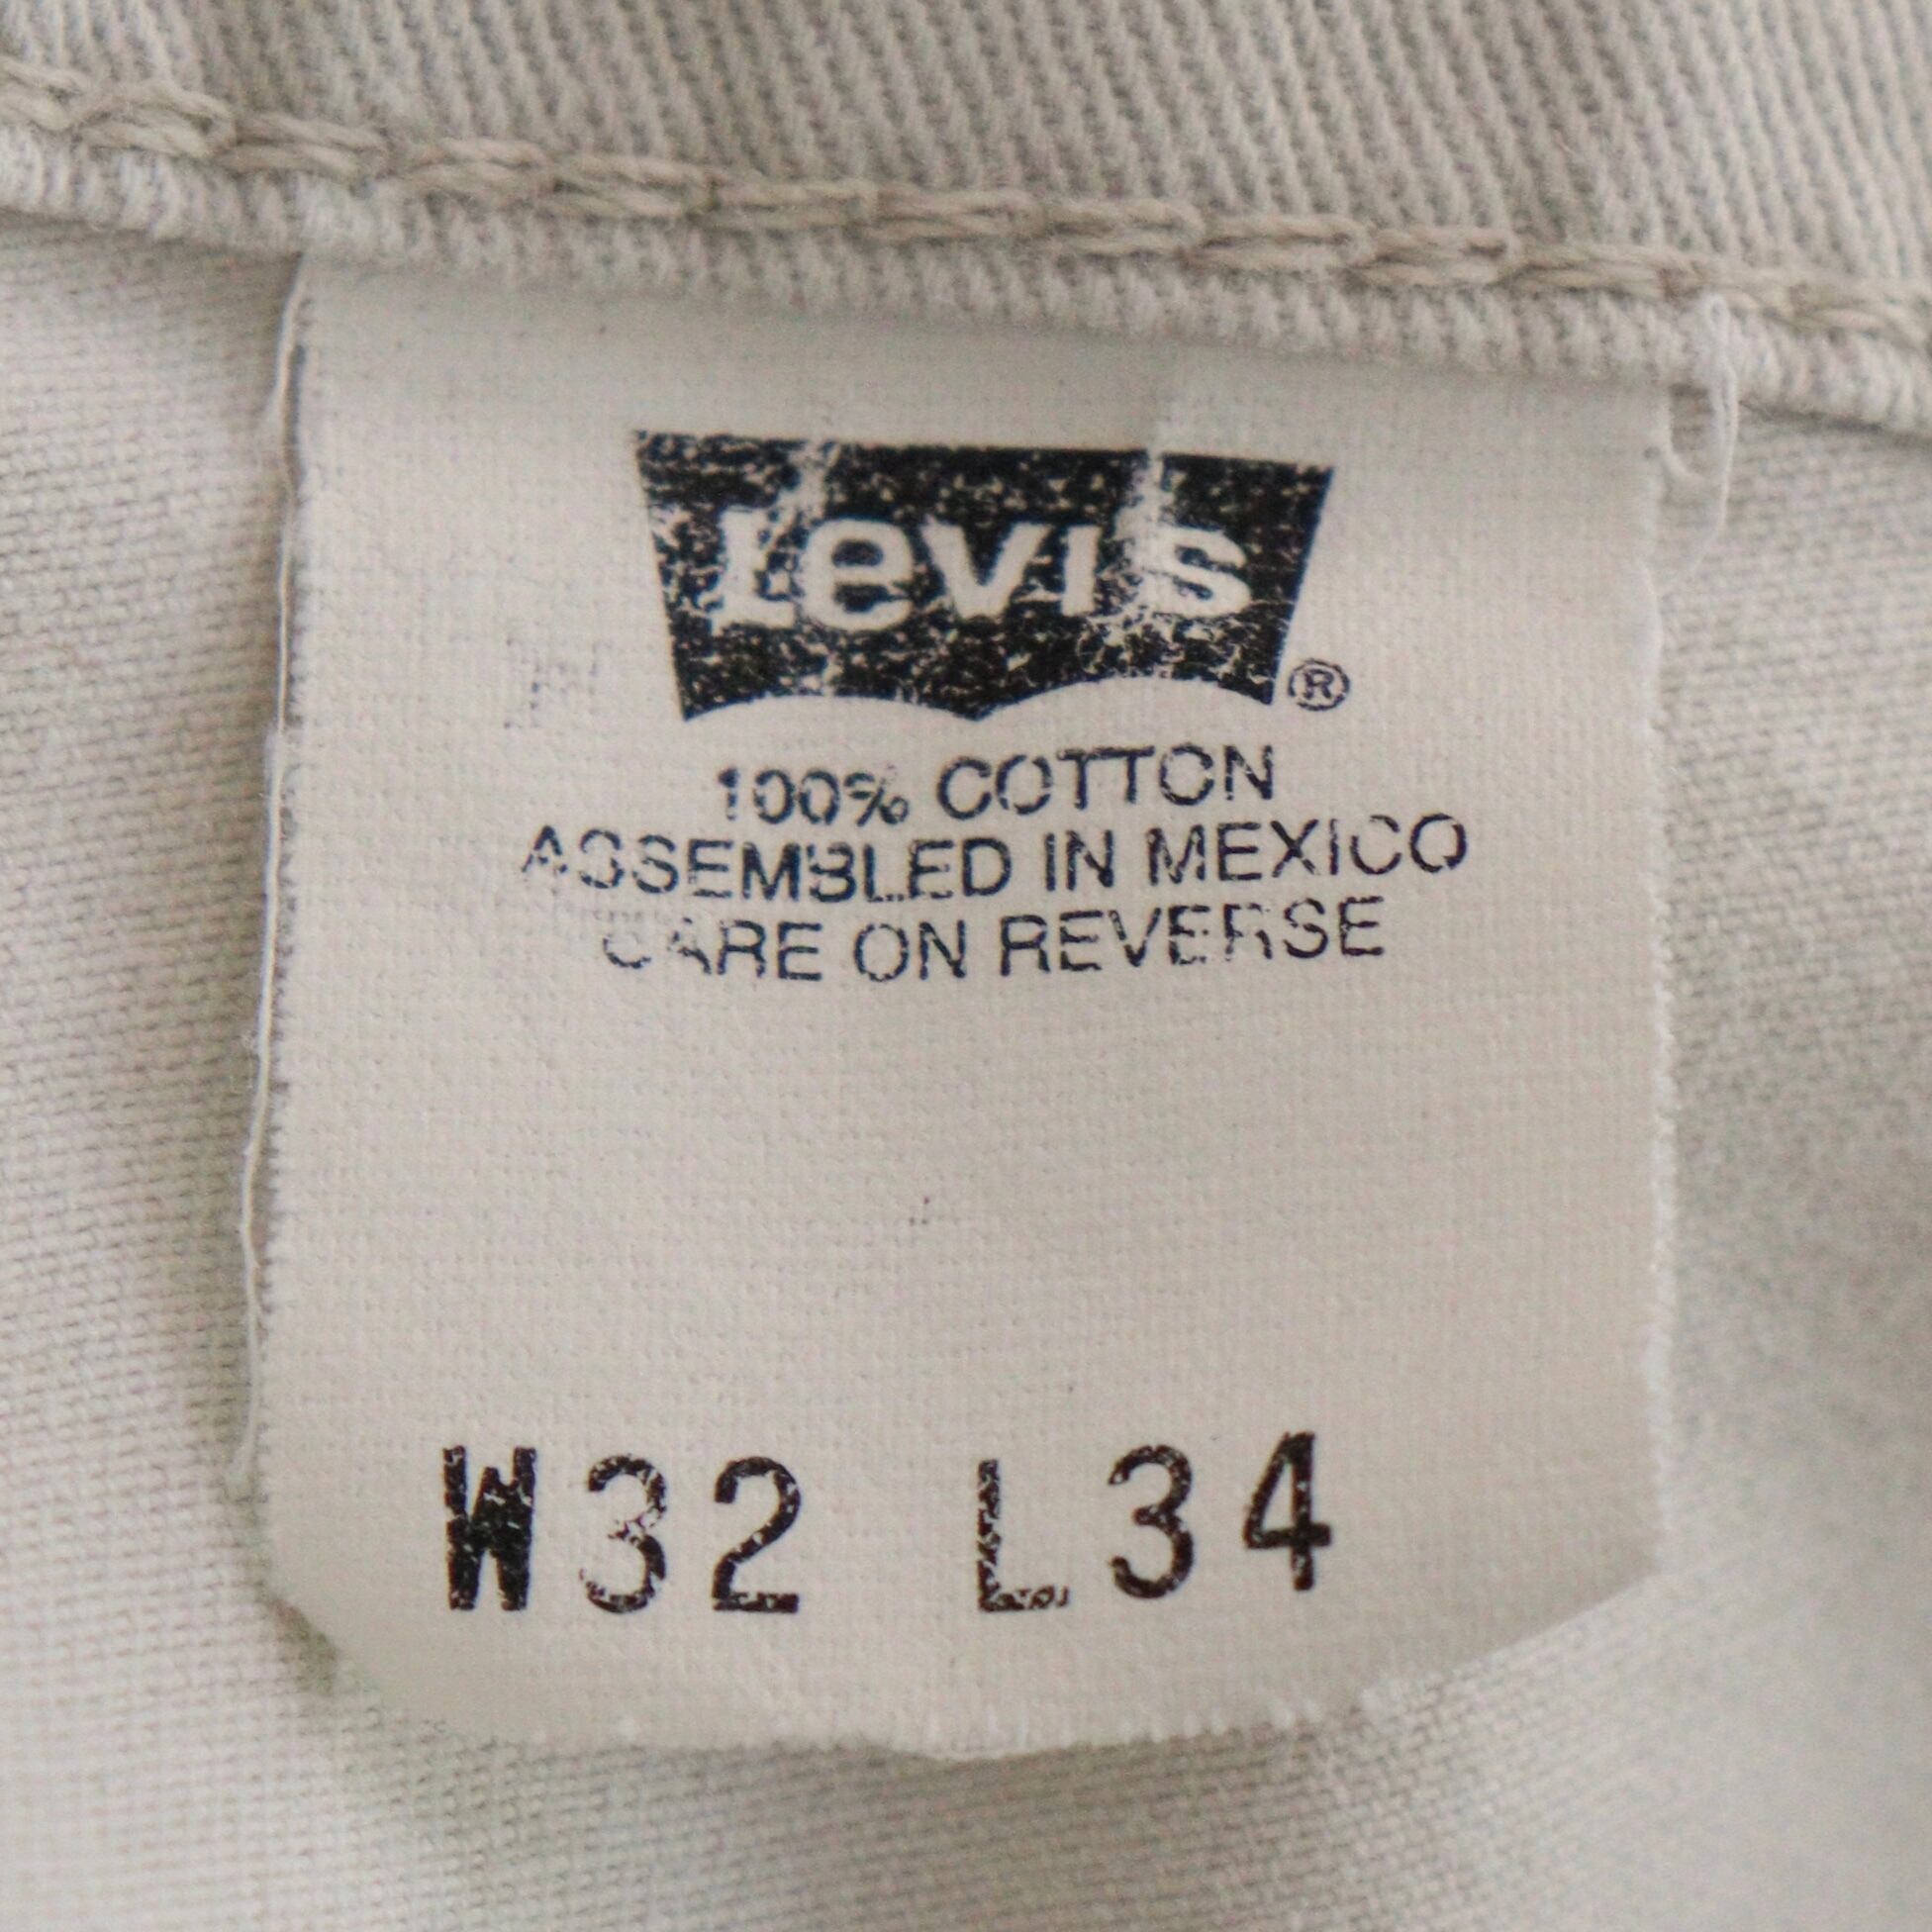 Levi's ®
100% COTTON
ASSEMBLED IN MEXICO
CARE ON REVERSE
W32 L34